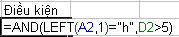 Điều kiện
=AND(LEFT(A2,1)="h",D2>5)